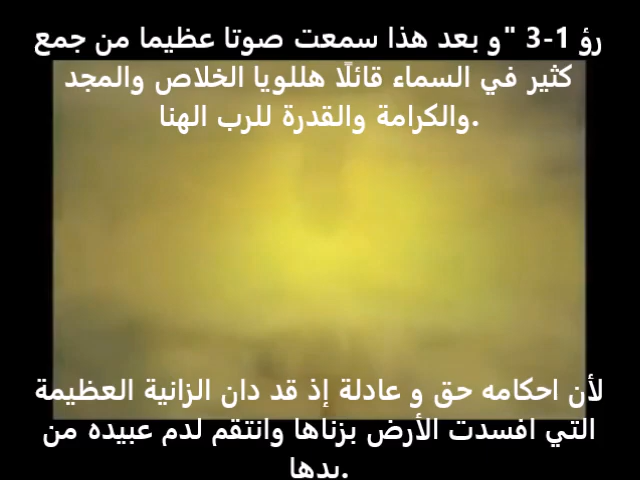 رؤ 1-3 "و بعد هذا سمعت صوتا عظيما من جمع
كثير في السماء قائلًا هللويا الخلاص والمجد
والكرامة والقدرة للرب الهنا.
لأن احكامه حق و عادلة إذ قد دان الزانية العظيمة
التي افسدت الأرض بزناها وانتقم لدم عبيده من
يدها.